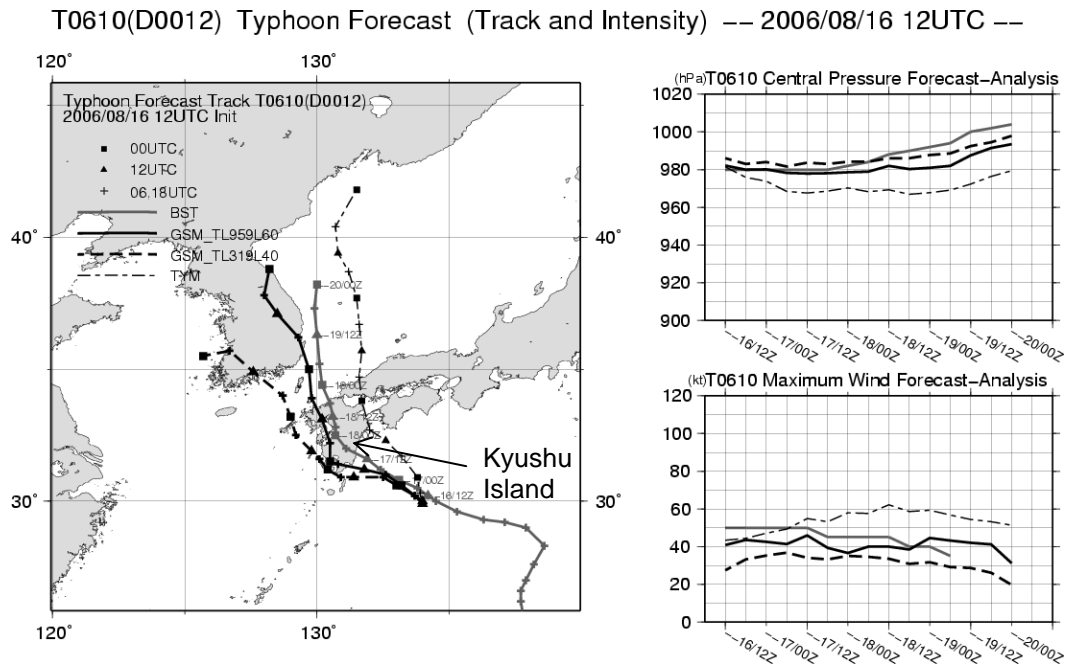 T0610(D0012) Typhoon Forecast (Track and Intensity) −− 2006/08/16 12UTC −−
120˚
130˚
Typhoon Forecast Track T0610(D0012)
2006/08/16 12UTC Init
00UTC
12UTC
06,18UTC
BST
GSM_TL959L60
GSM_TL319L40
TYM
40˚
40˚
30˚
30˚
−20/00Z
−19/12Z
−18/12Z
−17/12Z
−16/12Z
Kyushu
Island
120˚
130˚
(hPa)
T0610 Central Pressure Forecast−Analysis
1020
1000
980
960
940
920
900
−16/12Z
−17/00Z
−17/12Z
−18/00Z
−18/12Z
−19/00Z
−19/12Z
−20/00Z
(kt)
T0610 Maximum Wind Forecast−Analysis
120
100
80
60
40
20
0
−16/12Z
−17/00Z
−17/12Z
−18/00Z
−18/12Z
−19/00Z
−19/12Z
−20/00Z